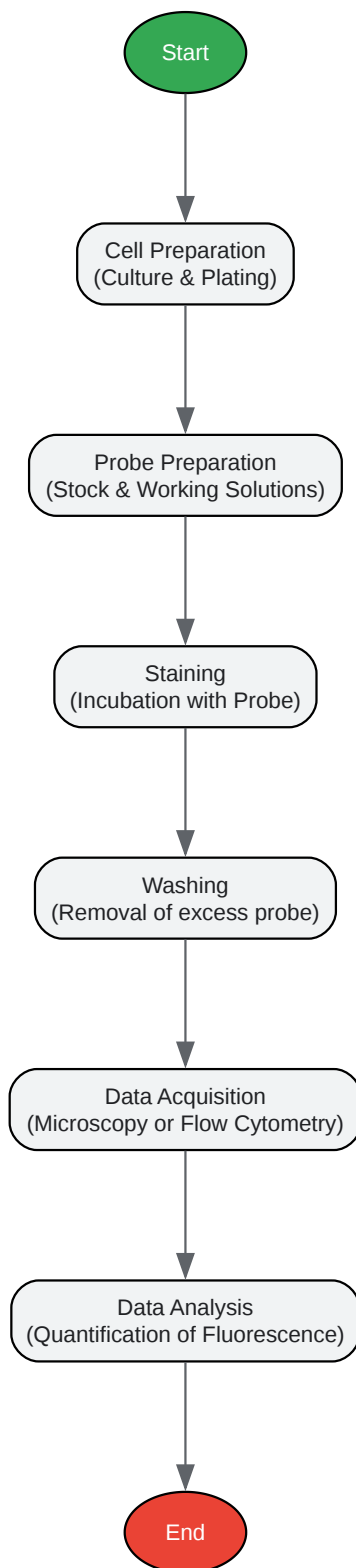 Start
Cell Preparation
(Culture & Plating)
Probe Preparation
(Stock & Working Solutions)
Staining
(Incubation with Probe)
Washing
(Removal of excess probe)
Data Acquisition
(Microscopy or Flow Cytometry)
Data Analysis
(Quantification of Fluorescence)
End